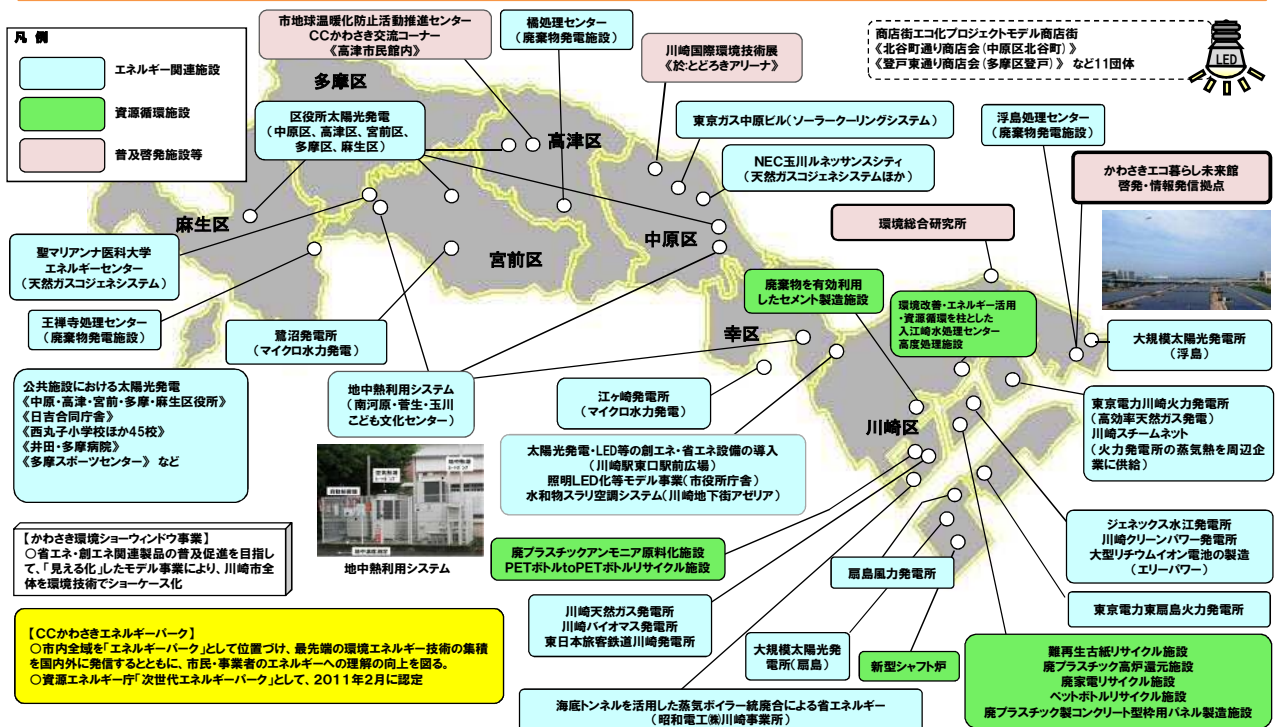 凡 例
エネルギー関連施設
資源循環施設
普及啓発施設等
市地球温暖化防止活動推進センター
CCかわさき交流コーナー
《高津市民館内》
橘処理センター
（廃棄物発電施設）
川崎国際環境技術展
《於:とどろきアリーナ》
商店街エコ化プロジェクトモデル商店街
《北谷町通り商店会(中原区北谷町)》
《登戸東通り商店会(多摩区登戸)》 など11団体
LED
多摩区
区役所太陽光発電
（中原区、高津区、宮前区、
多摩区、麻生区）
高津区
東京ガス中原ビル(ソーラークーリングシステム)
浮島処理センター
（廃棄物発電施設）
NEC玉川ルネッサンスシティ
（天然ガスコジェネシステムほか）
かわさきエコ暮らし未来館
啓発・情報発信拠点
麻生区
宮前区
中原区
環境総合研究所
聖マリアンナ医科大学
エネルギーセンター
（天然ガスコジェネシステム）
廃棄物を有効利用
したセメント製造施設
環境改善・エネルギー活用
・資源循環を柱とした
入江崎水処理センター
高度処理施設
王禅寺処理センター
（廃棄物発電施設）
鷺沼発電所
（マイクロ水力発電）
幸区
大規模太陽光発電所
（浮島）
公共施設における太陽光発電
《中原・高津・宮前・多摩・麻生区役所》
《日吉合同庁舎》
《西丸子小学校ほか45校》
《井田・多摩病院》
《多摩スポーツセンター》 など
地中熱利用システム
（南河原・菅生・玉川
こども文化センター）
江ヶ崎発電所
（マイクロ水力発電）
川崎区
東京電力川崎火力発電所
（高効率天然ガス発電）
川崎スチームネット
（火力発電所の蒸気熱を周辺企
業に供給）
太陽光発電・LED等の創エネ・省エネ設備の導入
（川崎駅東口駅前広場）
照明LED化等モデル事業（市役所庁舎）
水和物スラリ空調システム（川崎地下街アゼリア）
地中熱利用システム
【かわさき環境ショーウィンドウ事業】
○省エネ・創エネ関連製品の普及促進を目指し
て、「見える化」したモデル事業により、川崎市全
体を環境技術でショーケース化
廃プラスチックアンモニア原料化施設
PETボトルtoPETボトルリサイクル施設
扇島風力発電所
ジェネックス水江発電所
川崎クリーンパワー発電所
大型リチウムイオン電池の製造
（エリーパワー）
東京電力東扇島火力発電所
川崎天然ガス発電所
川崎バイオマス発電所
東日本旅客鉄道川崎発電所
【CCかわさきエネルギーパーク】
○市内全域を「エネルギーパーク」として位置づけ、最先端の環境エネルギー技術の集積
を国内外に発信するとともに、市民・事業者のエネルギーへの理解の向上を図る。
○資源エネルギー庁「次世代エネルギーパーク」として、2011年2月に認定
大規模太陽光発
電所（扇島）
新型シャフト炉
難再生古紙リサイクル施設
廃プラスチック高炉還元施設
廃家電リサイクル施設
ペットボトルリサイクル施設
廃プラスチック製コンクリート型枠用パネル製造施設
海底トンネルを活用した蒸気ボイラー統廃合による省エネルギー
（昭和電工㈱川崎事業所）